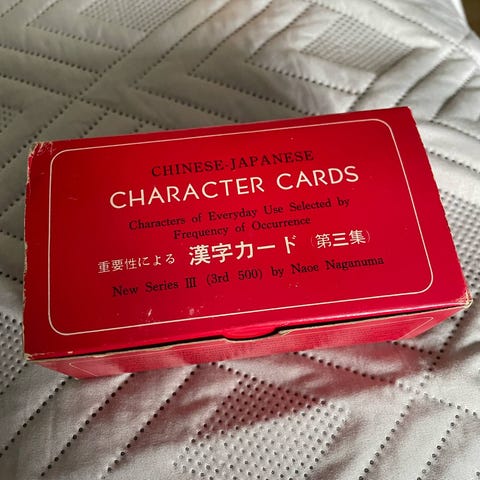 CHINESE-JAPANESE
CHARACTER CARDS
Characters of Everyday Use Selected by
Frequency of Occurrence
重要性による 漢字カード (第三集)
New Series III (3rd 500) by Naoe Naganuma